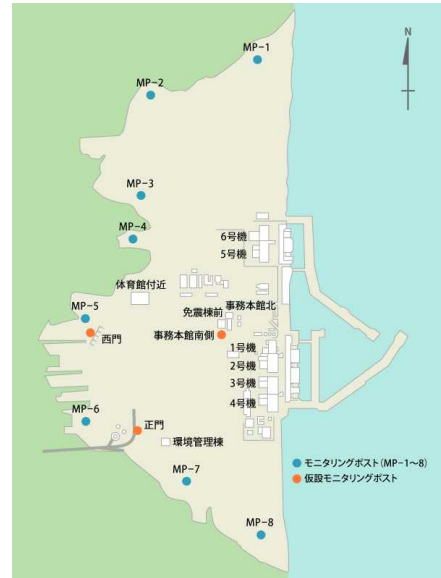 MP-1
N
MP-2
MP-3
MP-4
6号機
5号機
体育館付近
事務本館北
免震棟前
MP-5
事務本館南側
西門
1号機
2号機
3号機
4号機
MP-6
正門
環境管理棟
MP-7
モニタリングポスト(MP-1〜8)
仮設モニタリングポスト
MP-8